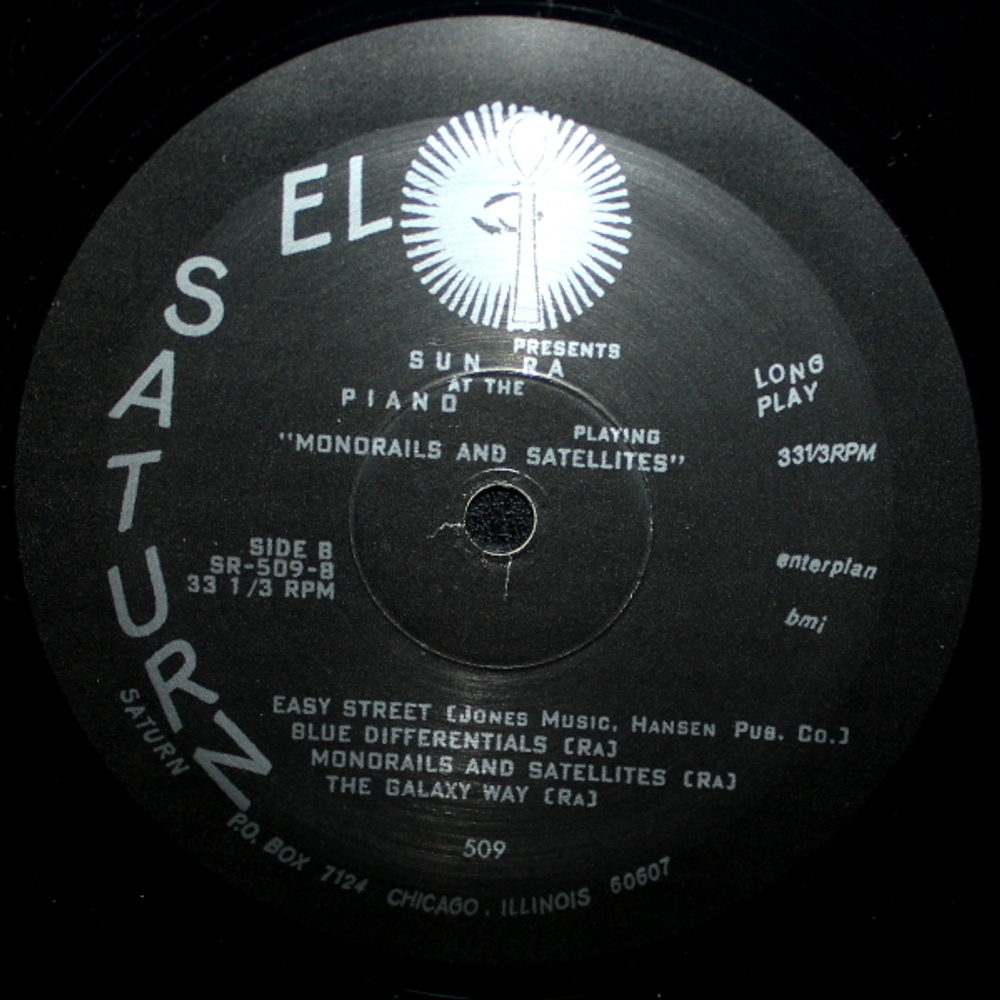 EL
SATURN
PRESENTS
SUN RA
AT THE
PIANO
PLAYING
"MONORAILS AND SATELLITES"
LONG
PLAY
33 1/3 RPM
SIDE B
SR-509-B
33 1/3 RPM
enterplan
bmi
EASY STREET (JONES MUSIC, HANSEN PUB. CO.)
BLUE DIFFERENTIALS (RA)
MONORAILS AND SATELLITES (RA)
THE GALAXY WAY (RA)
509
SATURN P.O. BOX 7124 CHICAGO, ILLINOIS 60607